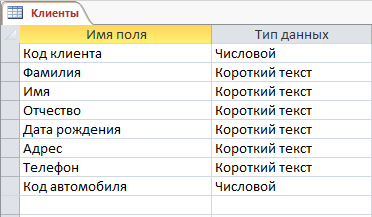 Клиенты
Имя поля Тип данных
Код клиента Числовой
Фамилия Короткий текст
Имя Короткий текст
Отчество Короткий текст
Дата рождения Короткий текст
Адрес Короткий текст
Телефон Короткий текст
Код автомобиля Числовой